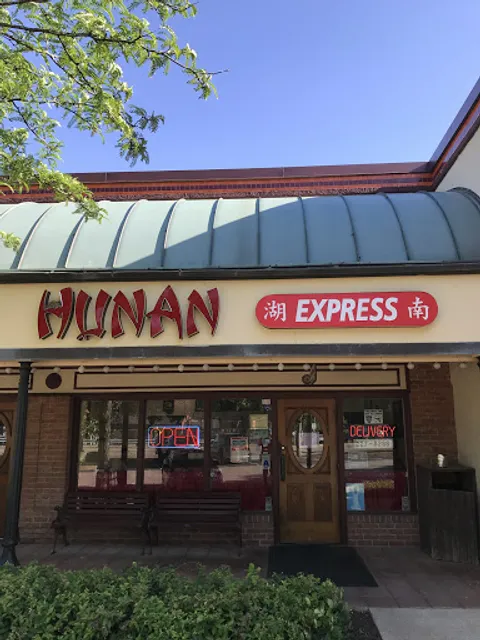 HUNAN
湖 EXPRESS 南
OPEN
DELIVERY